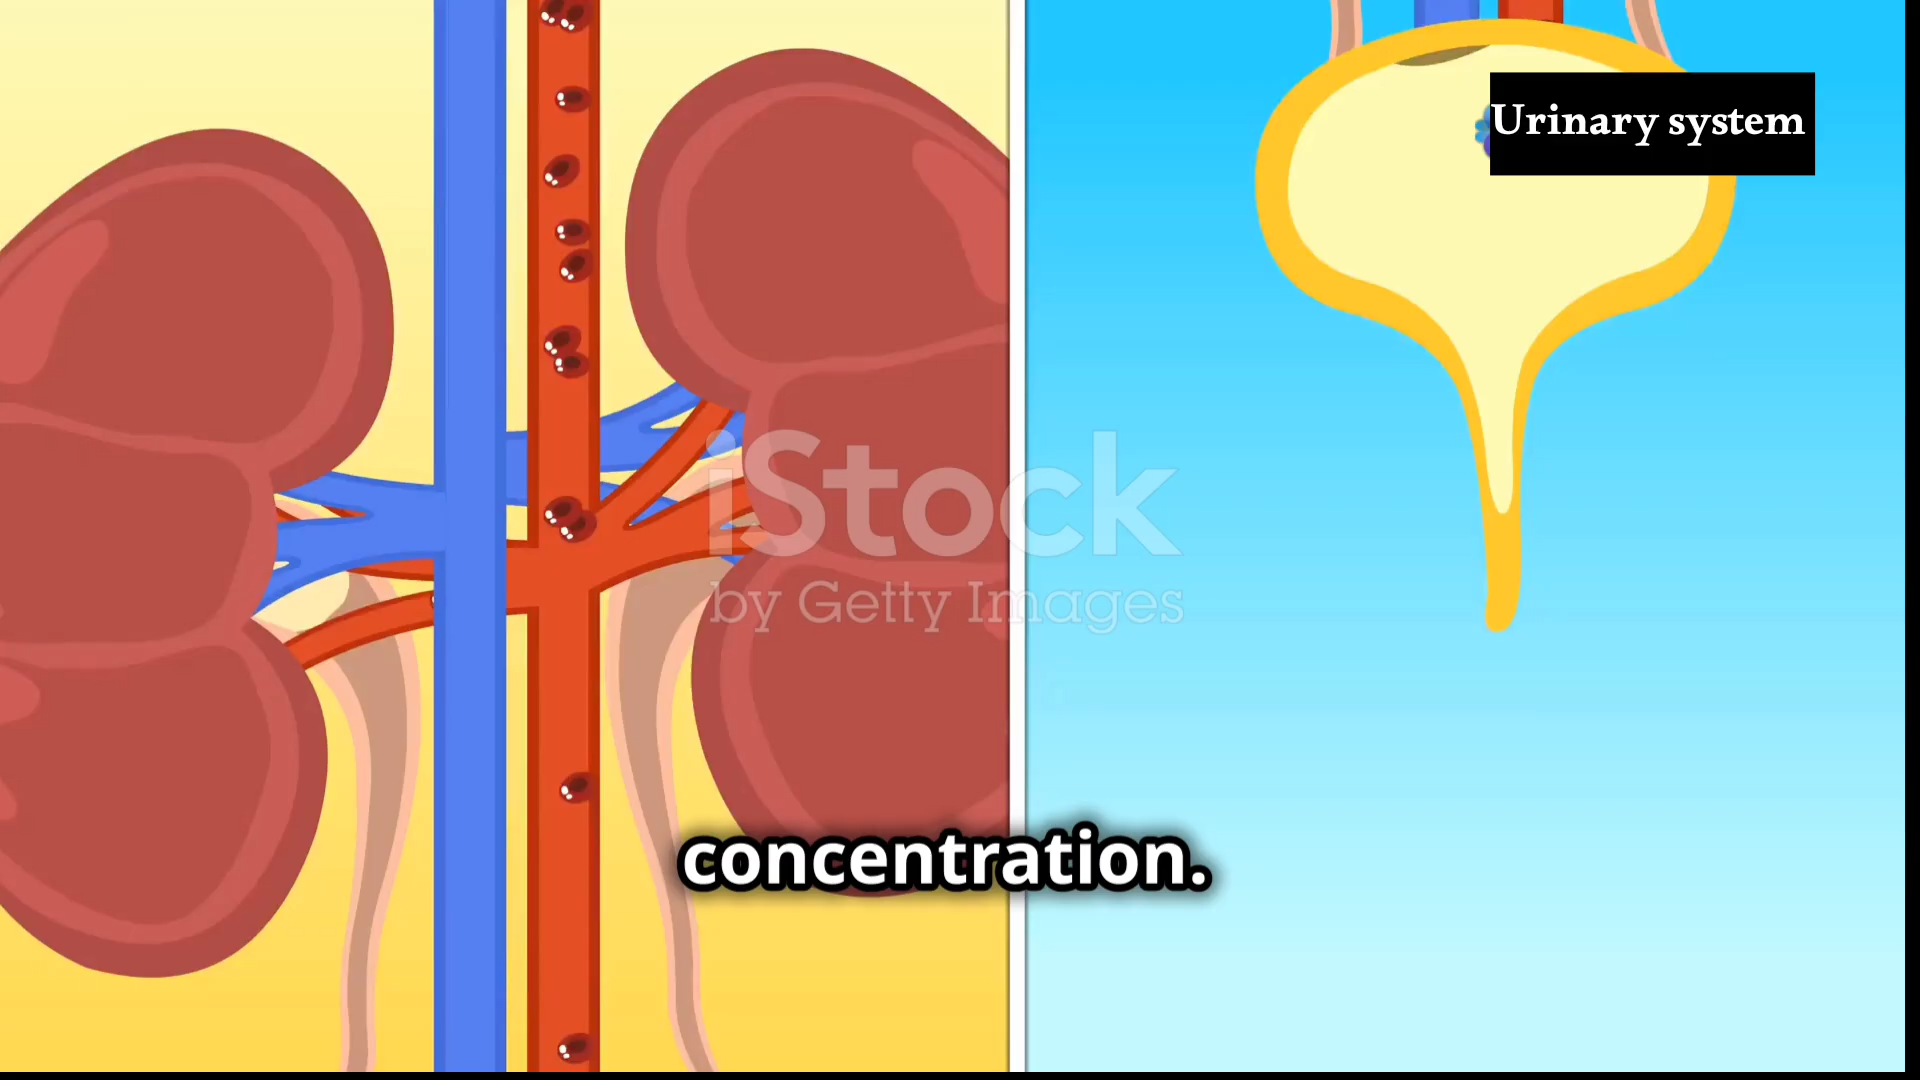 Urinary system
iStock
by Getty Images
concentration.